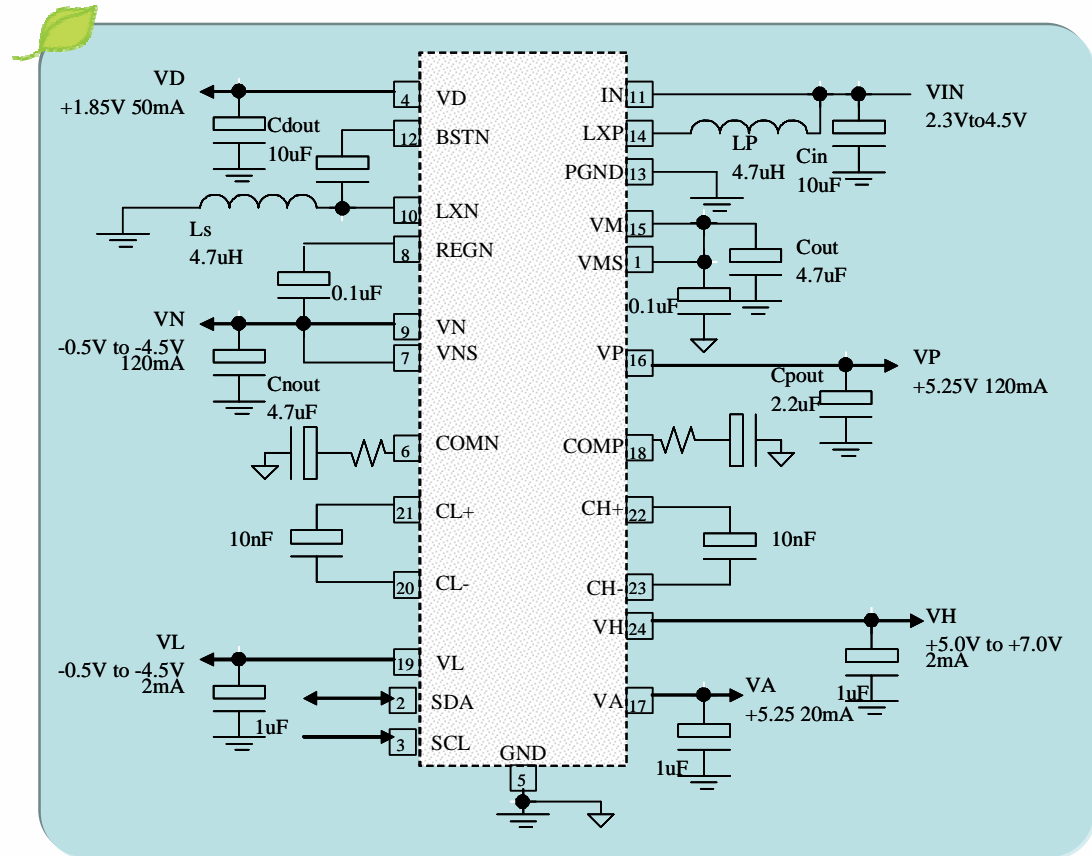 VD
+1.85V 50mA
Cdout
10uF
4
VD
12
BSTN
Ls
4.7uH
10
LXN
8
REGN
0.1uF
VN
-0.5V to -4.5V
120mA
9
VN
7
VNS
Cnout
4.7uF
6
COMN
21
CL+
10nF
20
CL-
VL
-0.5V to -4.5V
2mA
1uF
19
VL
2
SDA
3
SCL
GND
5
IN
11
VIN
2.3Vto4.5V
LXP
14
LP
4.7uH
Cin
10uF
PGND
13
VM
15
VMS
1
Cout
4.7uF
0.1uF
VP
16
VP
+5.25V 120mA
Cpout
2.2uF
COMP
18
CH+
22
10nF
CH-
23
VH
24
VH
+5.0V to +7.0V
2mA
1uF
VA
17
VA
+5.25 20mA
1uF